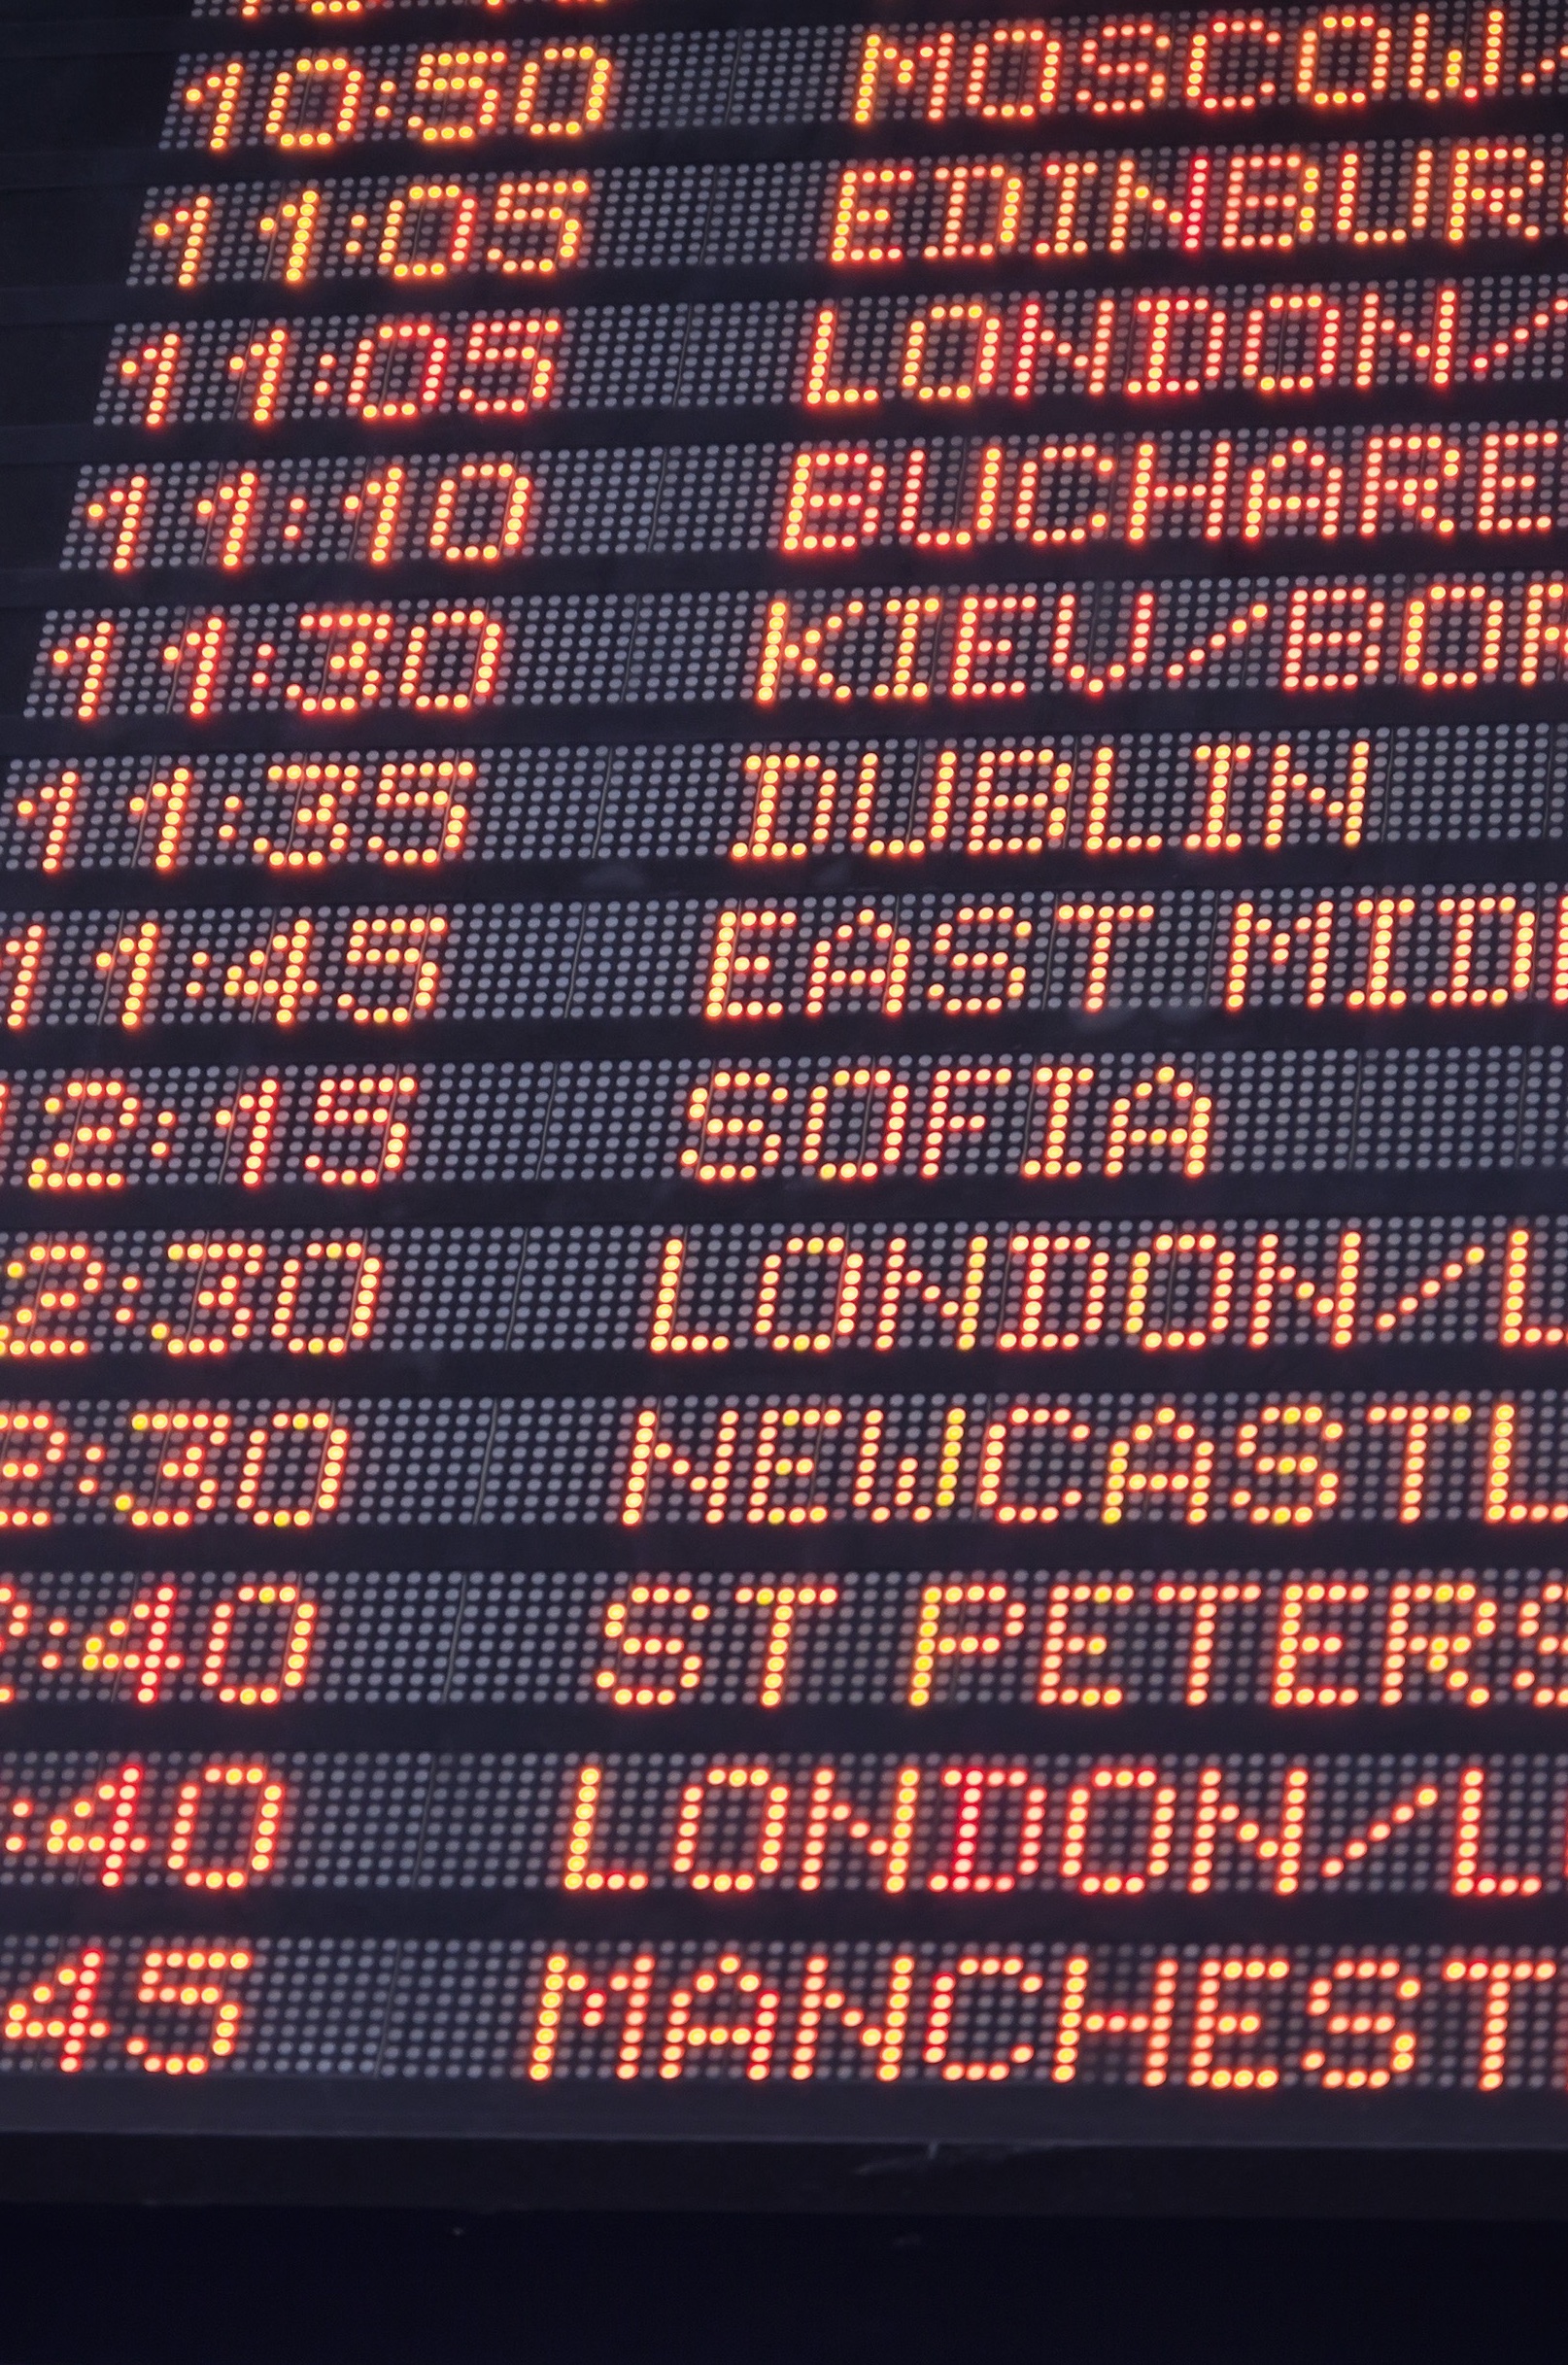 10:50 MOSCOW/
11:05 EDINBUR
11:05 LONDON/
11:10 BUCHARE
11:30 KIEV/BOR
11:35 DUBLIN
11:45 EAST MID
2:15 SOFIA
2:30 LONDON/L
2:30 NEWCASTL
:40 ST PETERS
:40 LONDON/L
45 MANCHEST